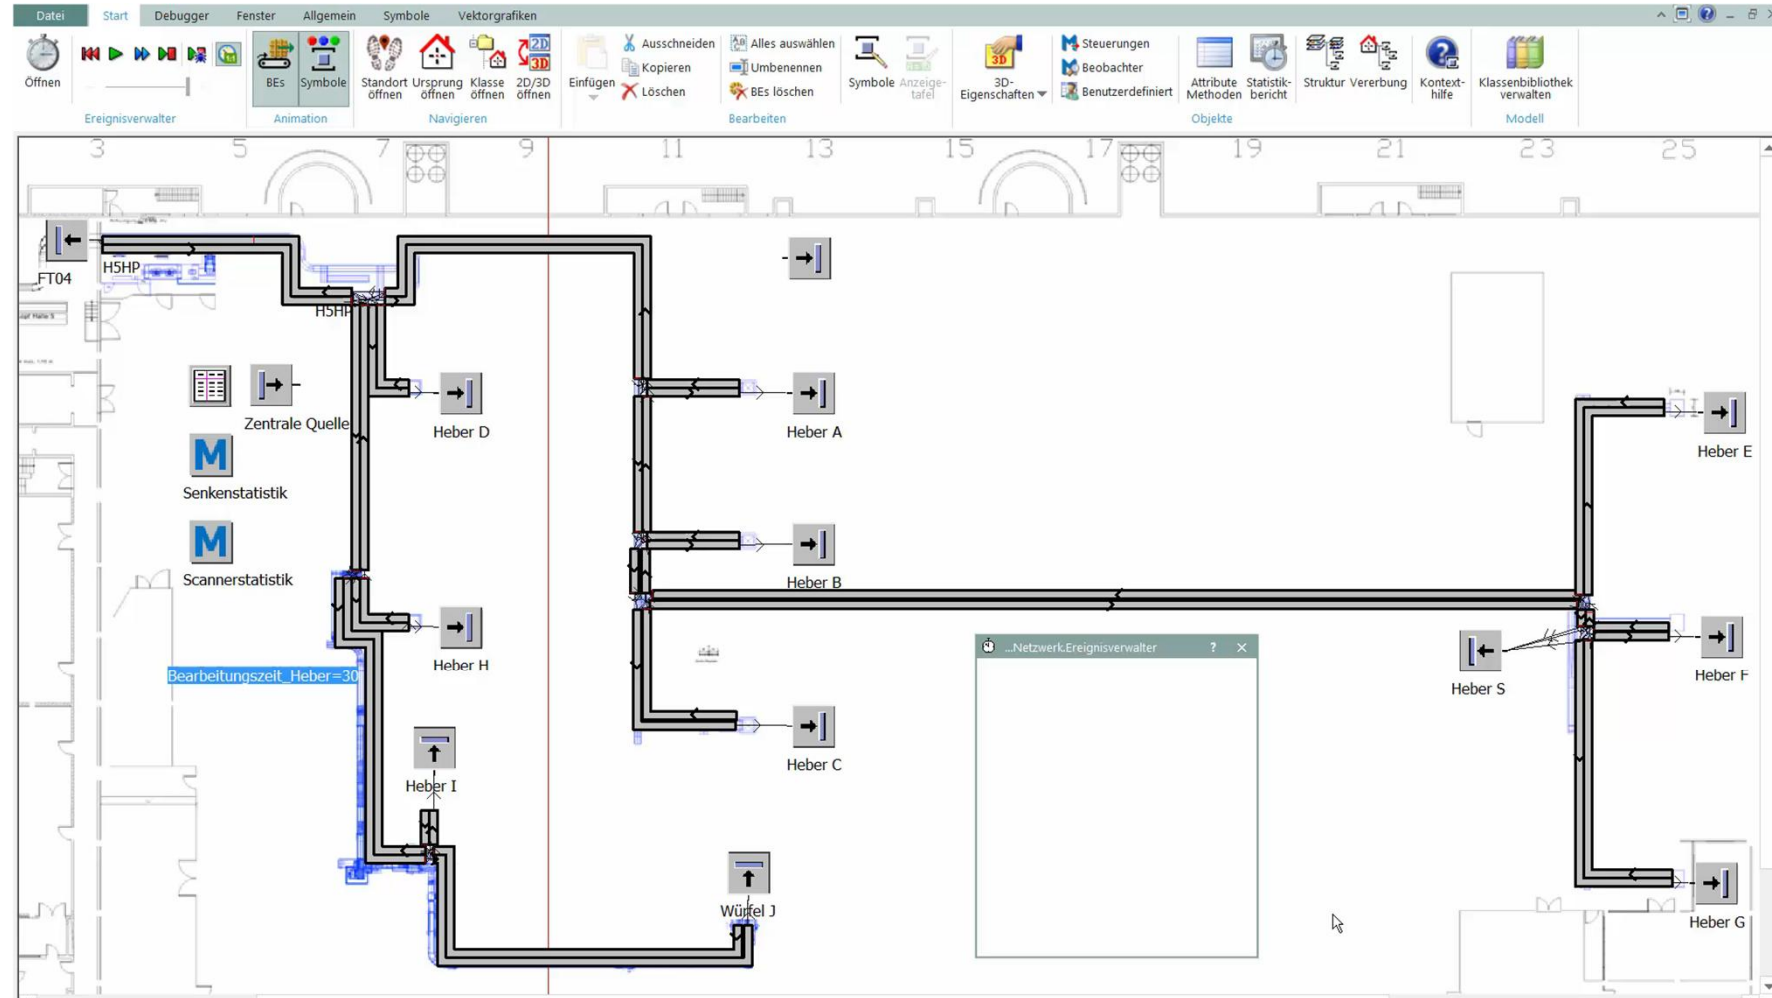 Datei Start Debugger Fenster Allgemein Symbole Vektorgrafiken
Öffnen
Ereignisverwalter
BEs Symbole
Animation
Standort öffnen
Ursprung öffnen
Klasse öffnen
2D/3D öffnen
2D
3D
Navigieren
Einfügen
Ausschneiden
Kopieren
Löschen
Alles auswählen
Umbenennen
BEs löschen
Symbole
Anzeige-
tafel
Bearbeiten
3D
3D-
Eigenschaften
Steuerungen
Beobachter
Benutzerdefiniert
Attribute Methoden
Statistik-
bericht
Struktur Vererbung
Objekte
Kontext-
hilfe
Klassenbibliothek
verwalten
Modell
3 5 7 9 11 13 15 17 19 21 23 25
FT04
H5HP
H5HP
Zentrale Quelle
Heber D
Heber A
Heber E
M
Senkenstatistik
M
Scannerstatistik
Heber B
Heber H
...Netzwerk.Ereignisverwalter ?
Heber S
Heber F
Bearbeitungszeit_Heber=30
Heber I
Heber C
Würfel J
Heber G